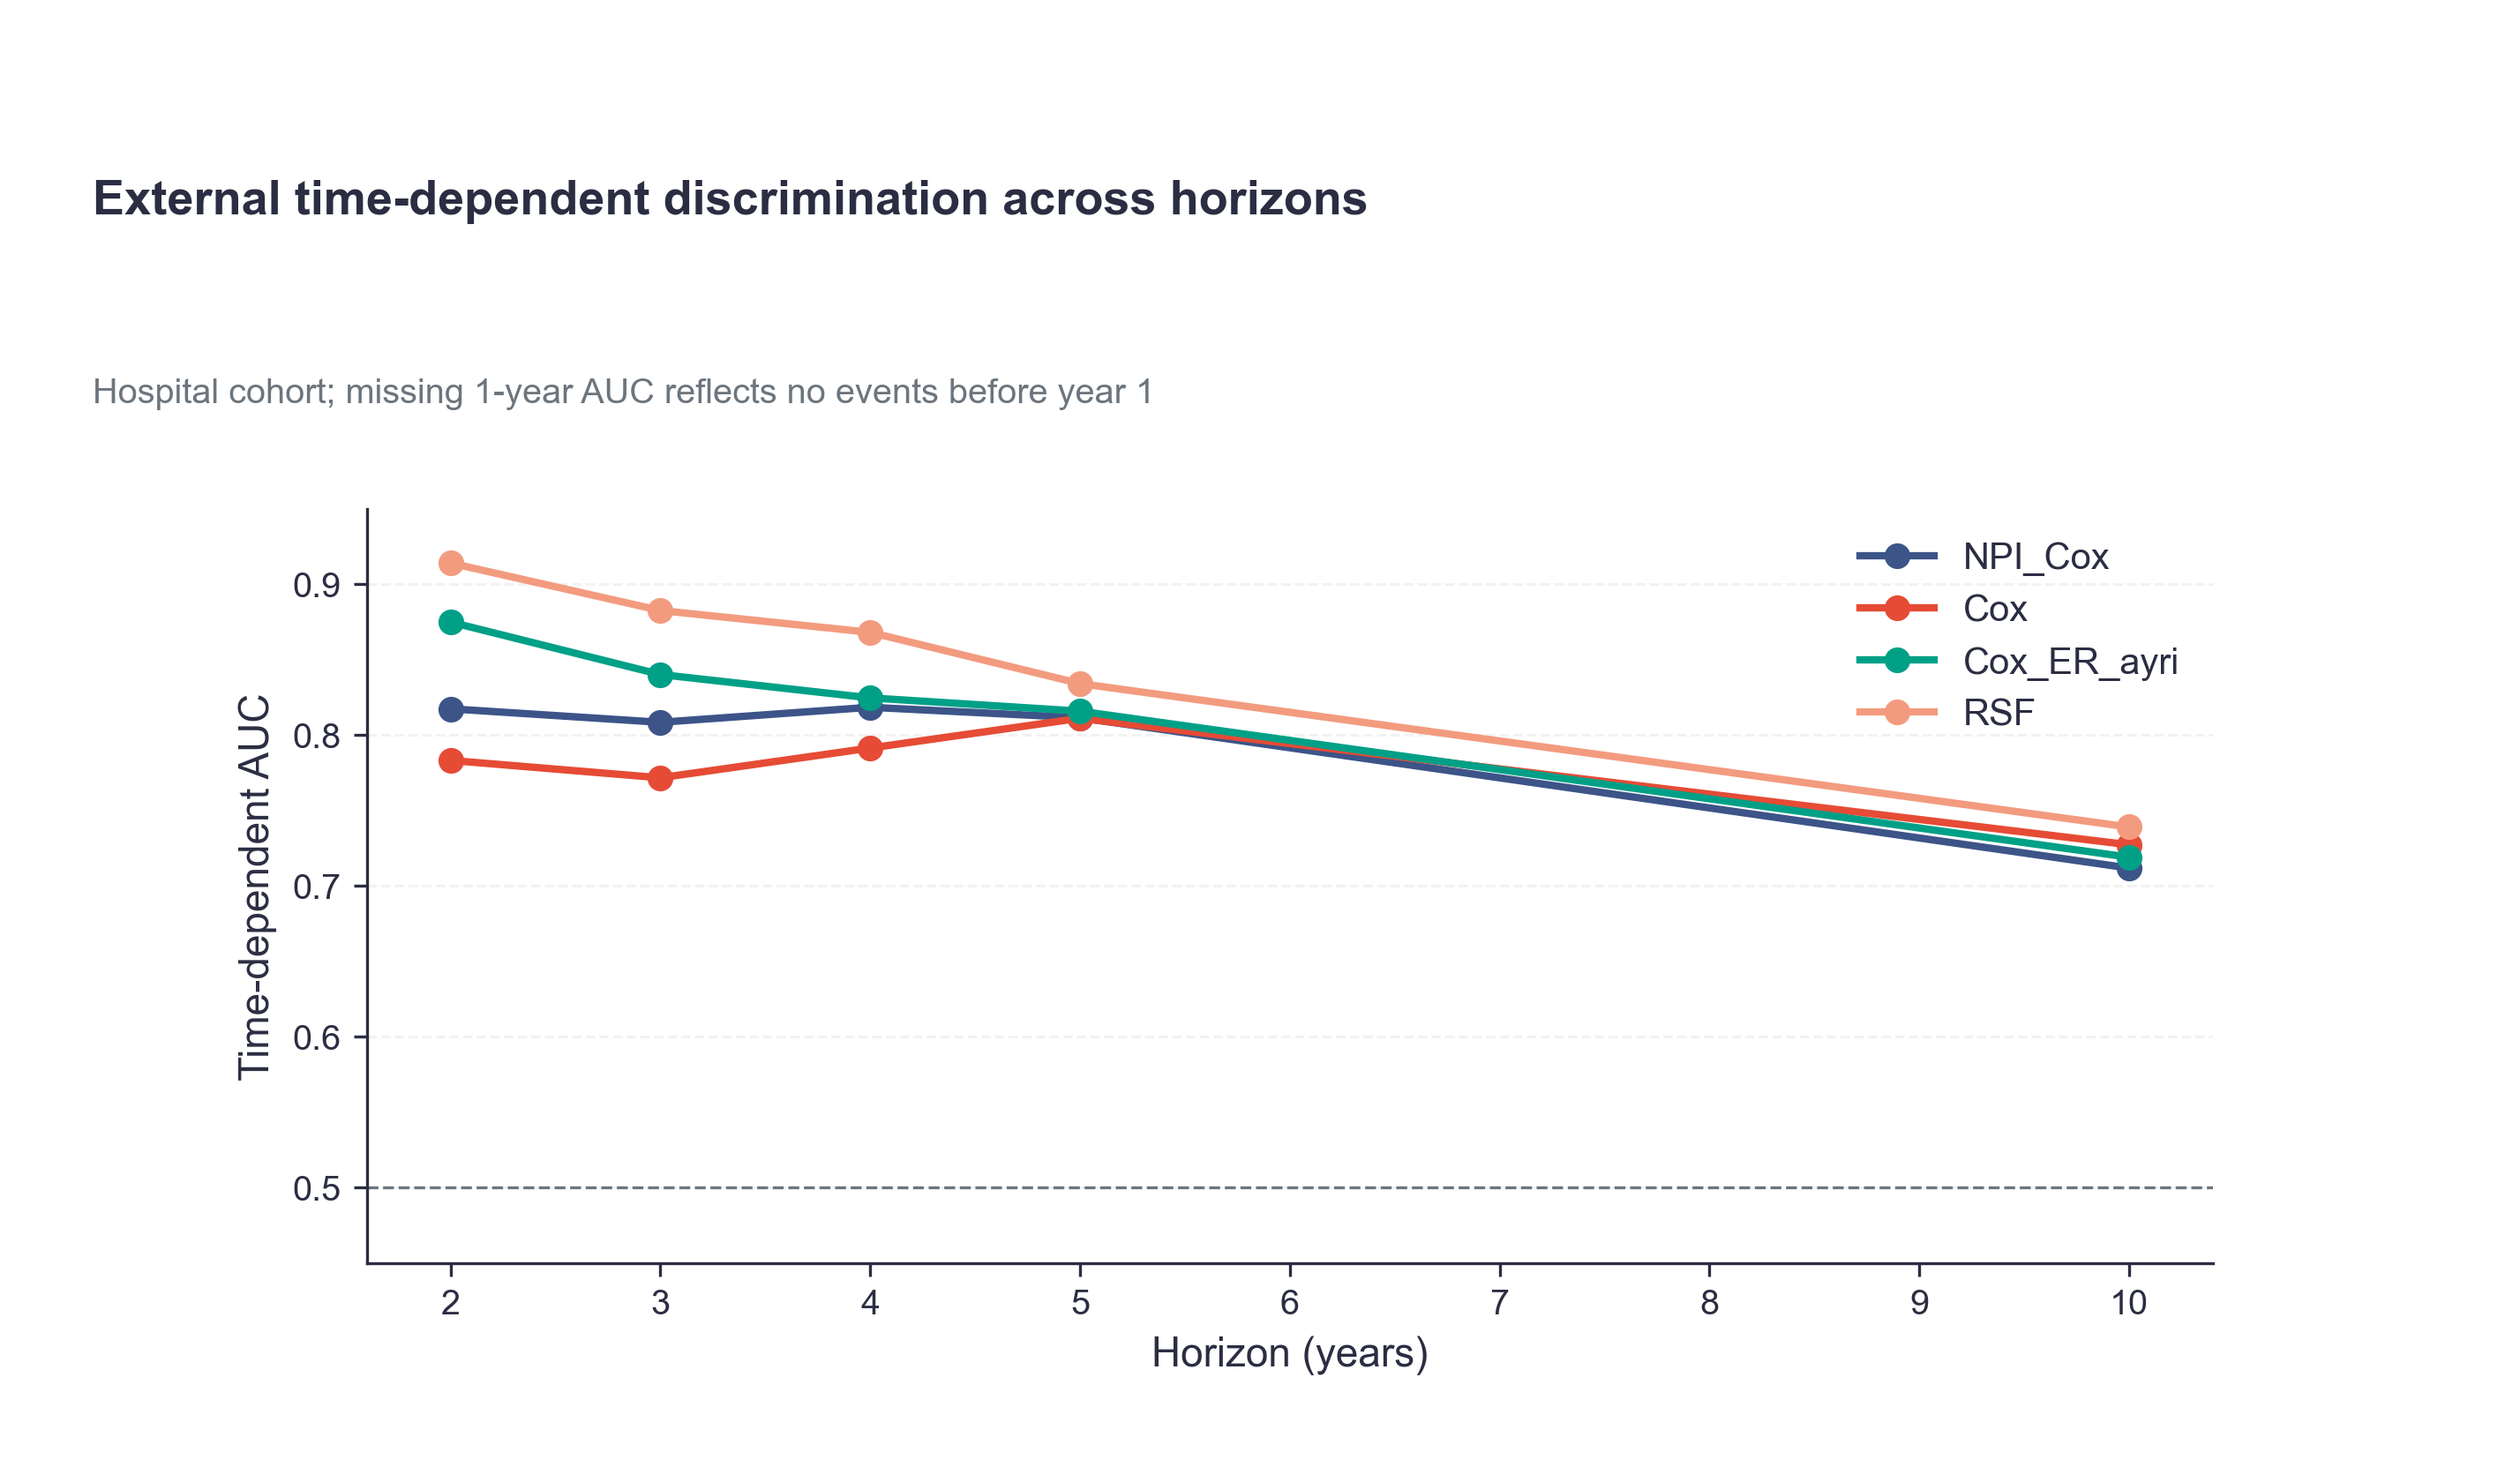 External time-dependent discrimination across horizons
Hospital cohort; missing 1-year AUC reflects no events before year 1
NPI_Cox
Cox
Cox_ER_ayri
RSF
Time-dependent AUC
0.9
0.8
0.7
0.6
0.5
2 3 4 5 6 7 8 9 10
Horizon (years)